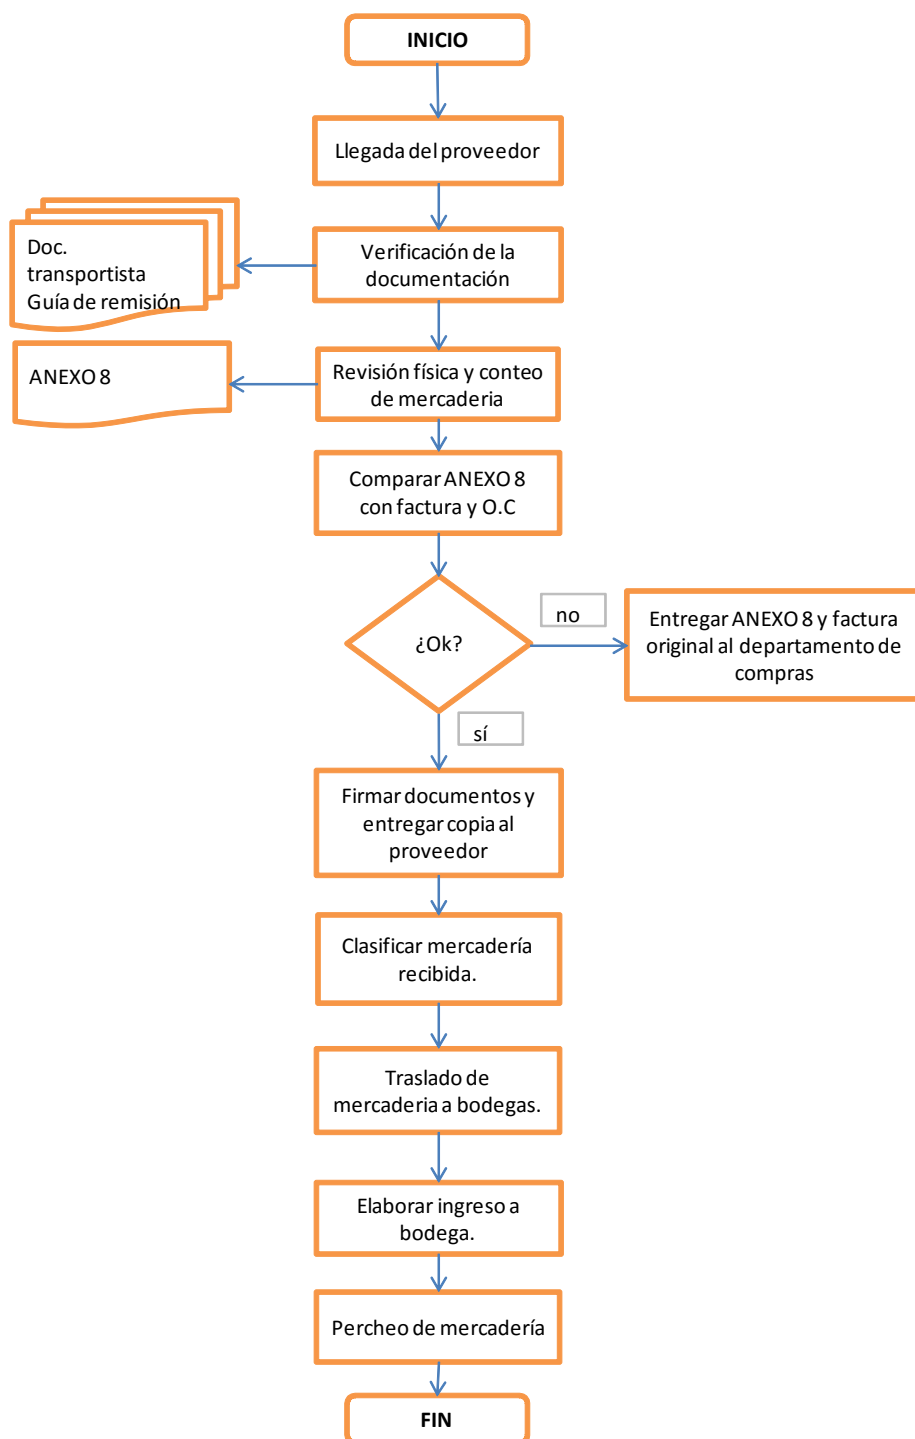 INICIO
Llegada del proveedor
Verificación de la
documentación
Doc.
transportista
Guía de remisión
Revisión física y conteo
de mercaderia
ANEXO 8
Comparar ANEXO 8
con factura y O.C
¿Ok?
no
Entregar ANEXO 8 y factura
original al departamento de
compras
sí
Firmar documentos y
entregar copia al
proveedor
Clasificar mercadería
recibida.
Traslado de
mercaderia a bodegas.
Elaborar ingreso a
bodega.
Percheo de mercadería
FIN